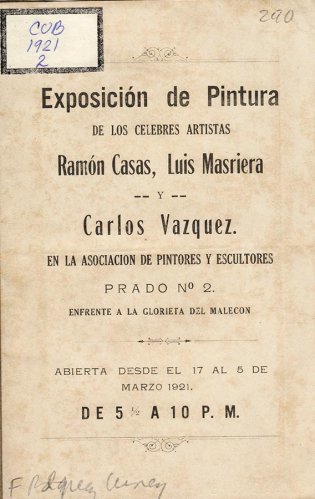 290
CUB
1921
2
Exposición de Pintura
DE LOS CELEBRES ARTISTAS
Ramón Casas, Luis Masriera
-- Y --
Carlos Vazquez.
EN LA ASOCIACION DE PINTORES Y ESCULTORES
PRADO Nº 2.
ENFRENTE A LA GLORIETA DEL MALECON
ABIERTA DESDE EL 17 AL 5 DE
MARZO 1921.
DE 5 ½ A 10 P. M.